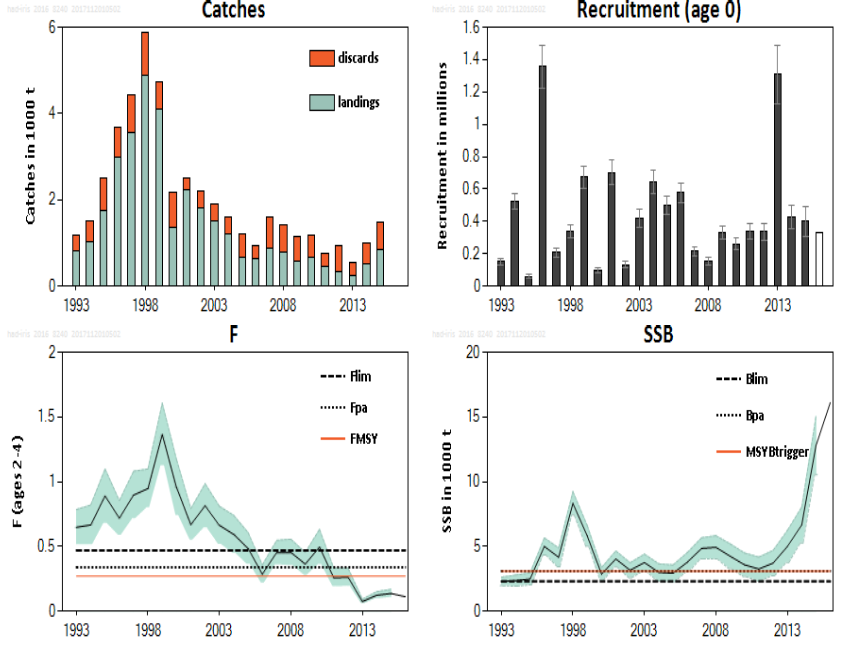 had-iris_2016_0240_2017112010502
Catches
Catches in 1000 t
6
4
2
0
discards
landings
1993 1998 2003 2008 2013
Recruitment (age 0)
Recruitment in millions
1.6
1.4
1.2
1
0.8
0.6
0.4
0.2
0
1993 1998 2003 2008 2013
F
F (ages 2-4)
2
1.5
1
0.5
0
Flim
Fpa
FMSY
1993 1998 2003 2008 2013
SSB
SSB in 1000 t
20
15
10
5
0
Blim
Bpa
MSYBtrigger
1993 1998 2003 2008 2013